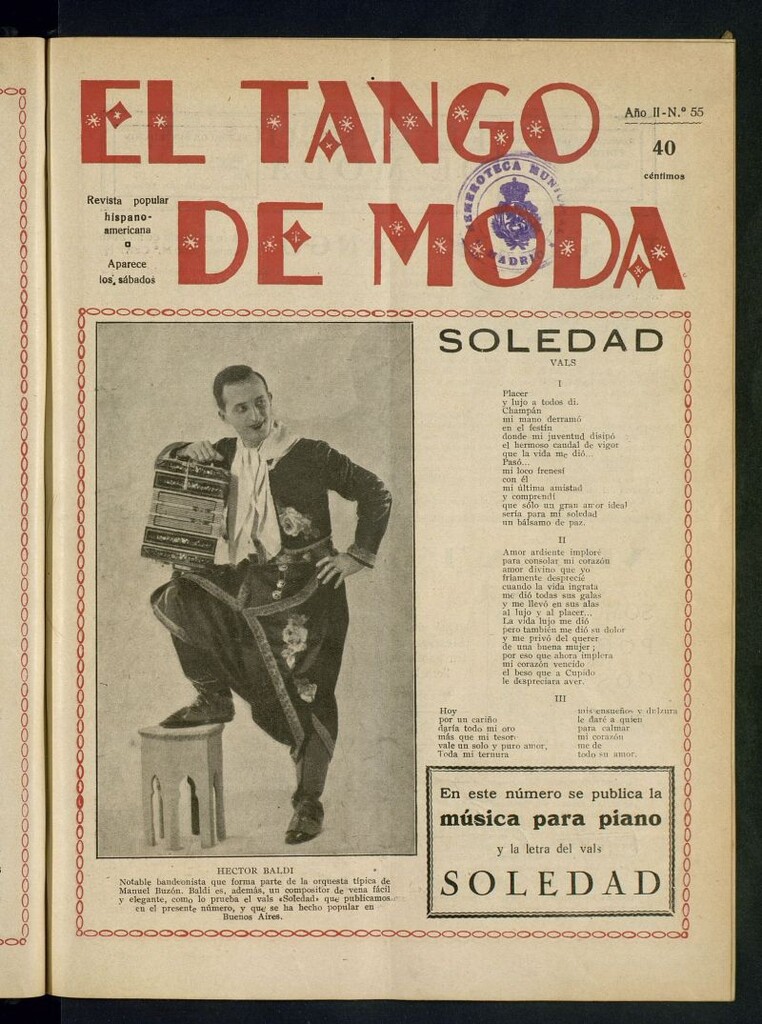 EL TANGO
DE MODA
Año II - N.º 55
40
céntimos
Revista popular
hispano-
americana
Aparece
los sábados
HEMEROTECA MUNICIPAL
MADRID
SOLEDAD
VALS
I
Placer
y lujo a todos di.
Champán
mi mano derramó
en el festín
donde mi juventud disipó
el hermoso caudal de vigor
que la vida me dió...
Pasó...
mi loco frenesí
con él
mi última amistad
y comprendí
que sólo un gran amor ideal
sería para mi soledad
un bálsamo de paz.
II
Amor ardiente imploré
para consolar mi corazón
amor divino que yo
friamente desprecié
cuando la vida ingrata
me dió todas sus galas
y me llevó en sus alas
al lujo y al placer...
La vida lujo me dió
pero también me dió su dolor
y me privó del querer
de una buena mujer;
por eso que ahora implora
mi corazón vencido
el beso que a Cupido
le despreciara ayer.
III
Hoy
por un cariño
daría todo mi oro
más que mi tesoro
vale un solo y puro amor.
Toda mi ternura
mis ensueños y dulzura
le daré a quien
para calmar
mi corazón
me de
todo su amor.
En este número se publica la
música para piano
y la letra del vals
SOLEDAD
HECTOR BALDI
Notable bandeonista que forma parte de la orquesta típica de
Manuel Buzón. Baldi es, además, un compositor de vena fácil
y elegante, como lo prueba el vals «Soledad» que publicamos
en el presente número, y que se ha hecho popular en
Buenos Aires.